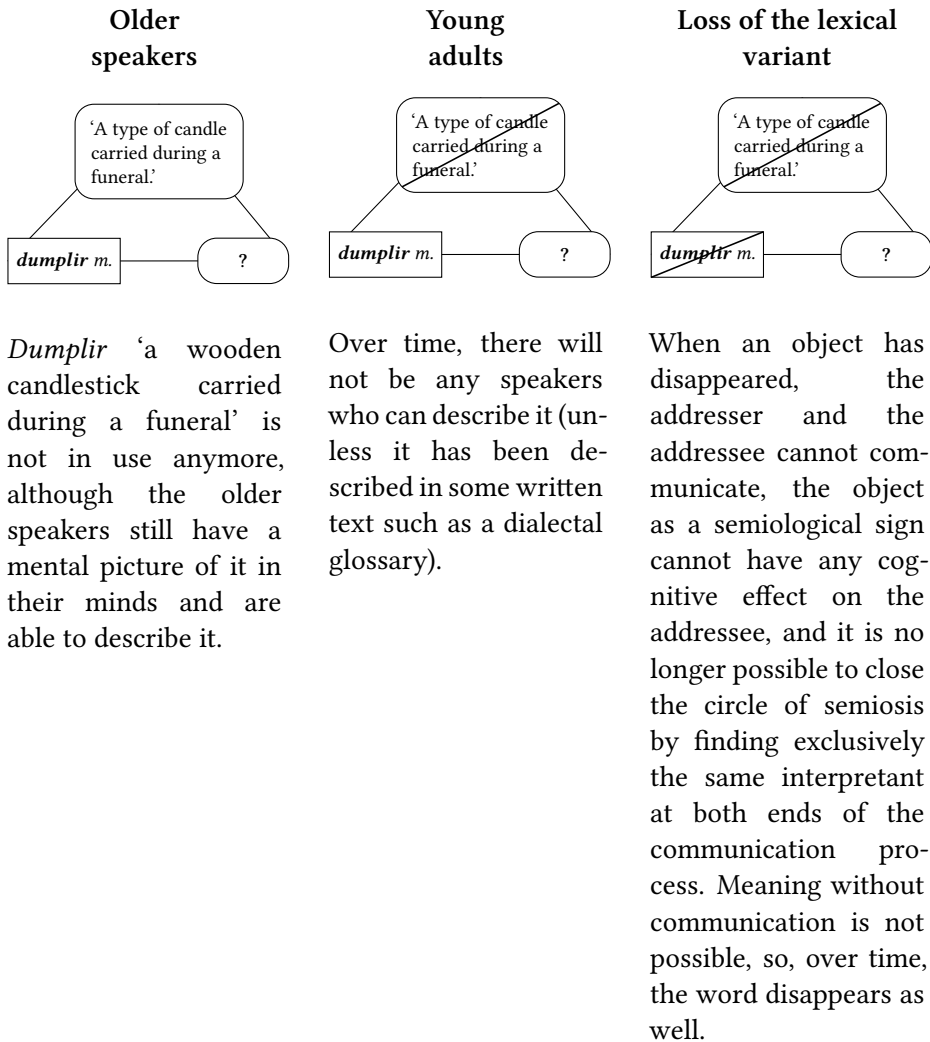 Older
speakers
‘A type of candle
carried during a
funeral.’
dumplir m.
?
Dumplir ‘a wooden
candlestick carried
during a funeral’ is
not in use anymore,
although the older
speakers still have a
mental picture of it in
their minds and are
able to describe it.
Young
adults
‘A type of candle
carried during a
funeral.’
dumplir m.
?
Over time, there will
not be any speakers
who can describe it (un-
less it has been de-
scribed in some written
text such as a dialectal
glossary).
Loss of the lexical
variant
‘A type of candle
carried during a
funeral.’
dumplir m.
?
When an object has
disappeared, the
addresser and the
addressee cannot com-
municate, the object
as a semiological sign
cannot have any cog-
nitive effect on the
addressee, and it is no
longer possible to close
the circle of semiosis
by finding exclusively
the same interpretant
at both ends of the
communication pro-
cess. Meaning without
communication is not
possible, so, over time,
the word disappears as
well.